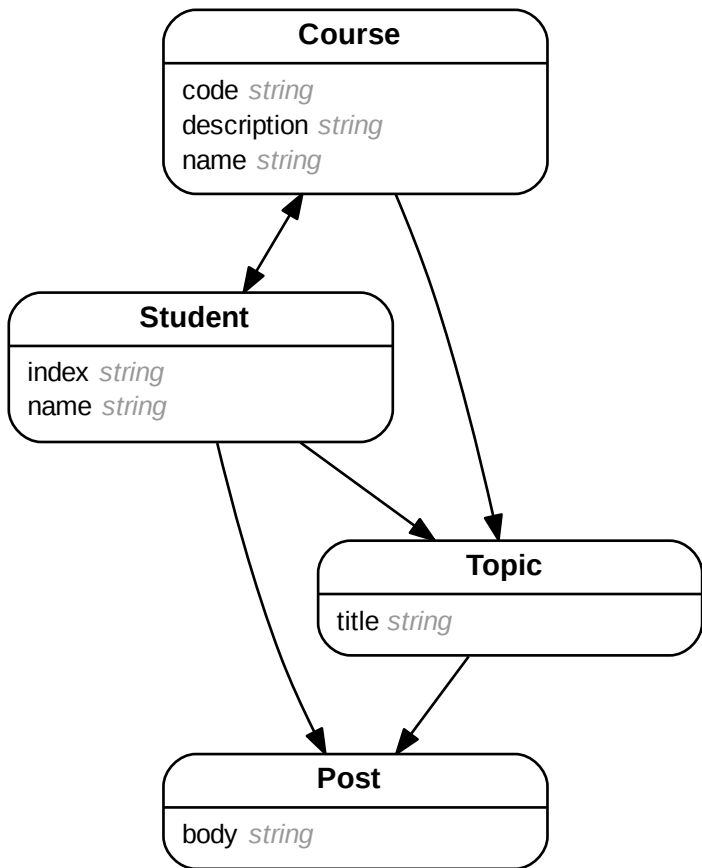 Course
code string
description string
name string
Student
index string
name string
Topic
title string
Post
body string